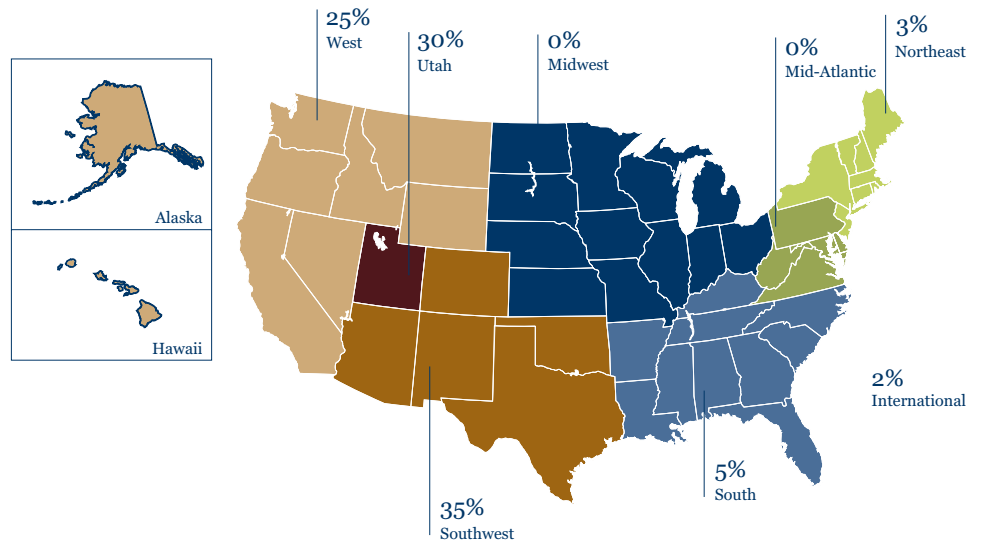 25%
West
30%
Utah
0%
Midwest
0%
Mid-Atlantic
3%
Northeast
Alaska
Hawaii
2%
International
5%
South
35%
Southwest